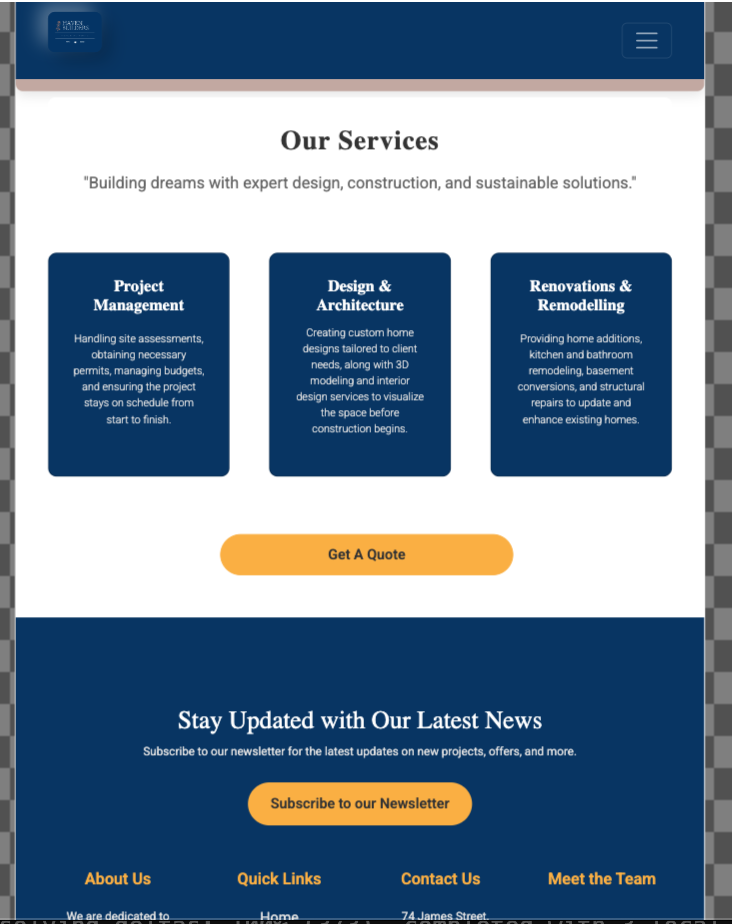 HAVEN
BUILDERS
Our Services
"Building dreams with expert design, construction, and sustainable solutions."
Project
Management
Handling site assessments,
obtaining necessary
permits, managing budgets,
and ensuring the project
stays on schedule from
start to finish.
Design &
Architecture
Creating custom home
designs tailored to client
needs, along with 3D
modeling and interior
design services to visualize
the space before
construction begins.
Renovations &
Remodelling
Providing home additions,
kitchen and bathroom
remodeling, basement
conversions, and structural
repairs to update and
enhance existing homes.
Get A Quote
Stay Updated with Our Latest News
Subscribe to our newsletter for the latest updates on new projects, offers, and more.
Subscribe to our Newsletter
About Us
Quick Links
Contact Us
Meet the Team
We are dedicated to
Home
74 James Street,